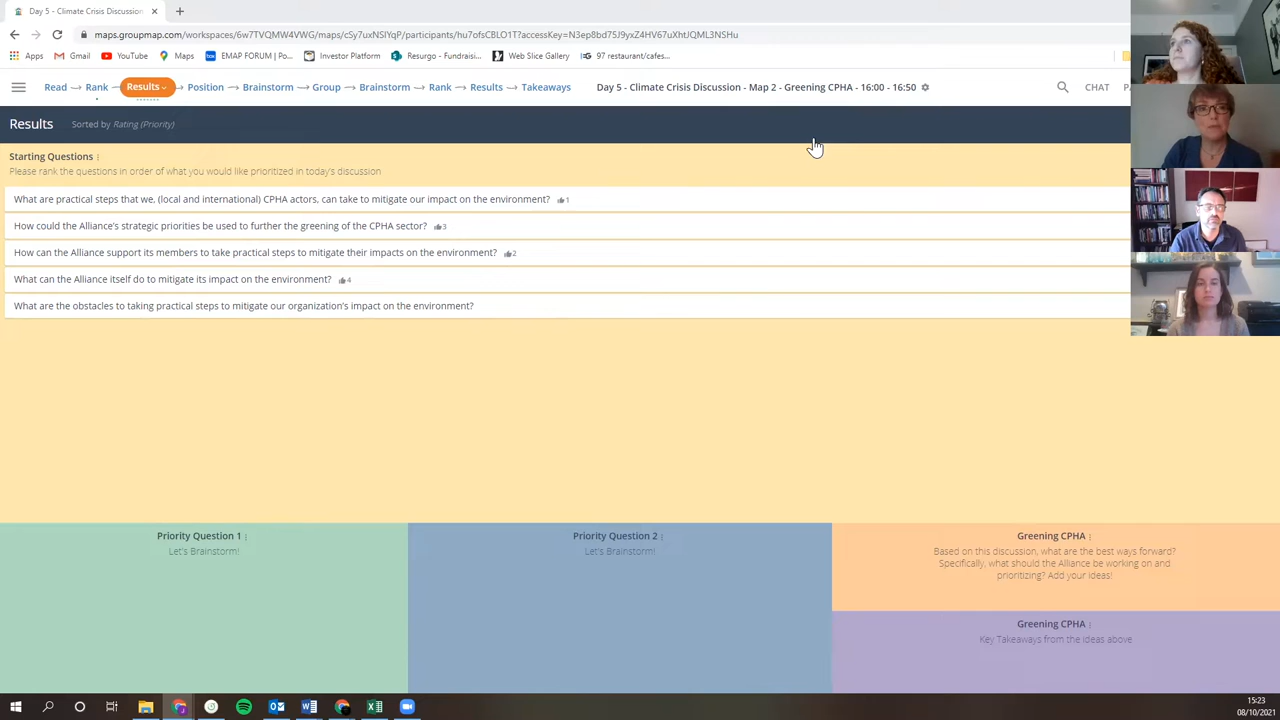 Day 5 - Climate Crisis Discussion
maps.groupmap.com/workspaces/6w7TVQMW4VWG/maps/cSy7uxNSIYqP/participants/hu7ofsCBLO1T?accessKey=N3ep8bd75J9yxZ4HV67uXhtJQML3NSHu
Apps Gmail YouTube Maps EMAP FORUM | Po... Investor Platform Resurgo - Fundraisi... Web Slice Gallery 97 restaurant/cafes...
Read Rank Results Position Brainstorm Group Brainstorm Rank Results Takeaways Day 5 - Climate Crisis Discussion - Map 2 - Greening CPHA - 16:00 - 16:50 CHAT
Results Sorted by Rating (Priority)
Starting Questions
Please rank the questions in order of what you would like prioritized in today's discussion
What are practical steps that we, (local and international) CPHA actors, can take to mitigate our impact on the environment? 1
How could the Alliance's strategic priorities be used to further the greening of the CPHA sector? 3
How can the Alliance support its members to take practical steps to mitigate their impacts on the environment? 2
What can the Alliance itself do to mitigate its impact on the environment? 4
What are the obstacles to taking practical steps to mitigate our organization's impact on the environment?
Priority Question 1
Let's Brainstorm!
Priority Question 2
Let's Brainstorm!
Greening CPHA
Based on this discussion, what are the best ways forward?
Specifically, what should the Alliance be working on and
prioritizing? Add your ideas!
Greening CPHA
Key Takeaways from the ideas above
15:23
08/10/2021